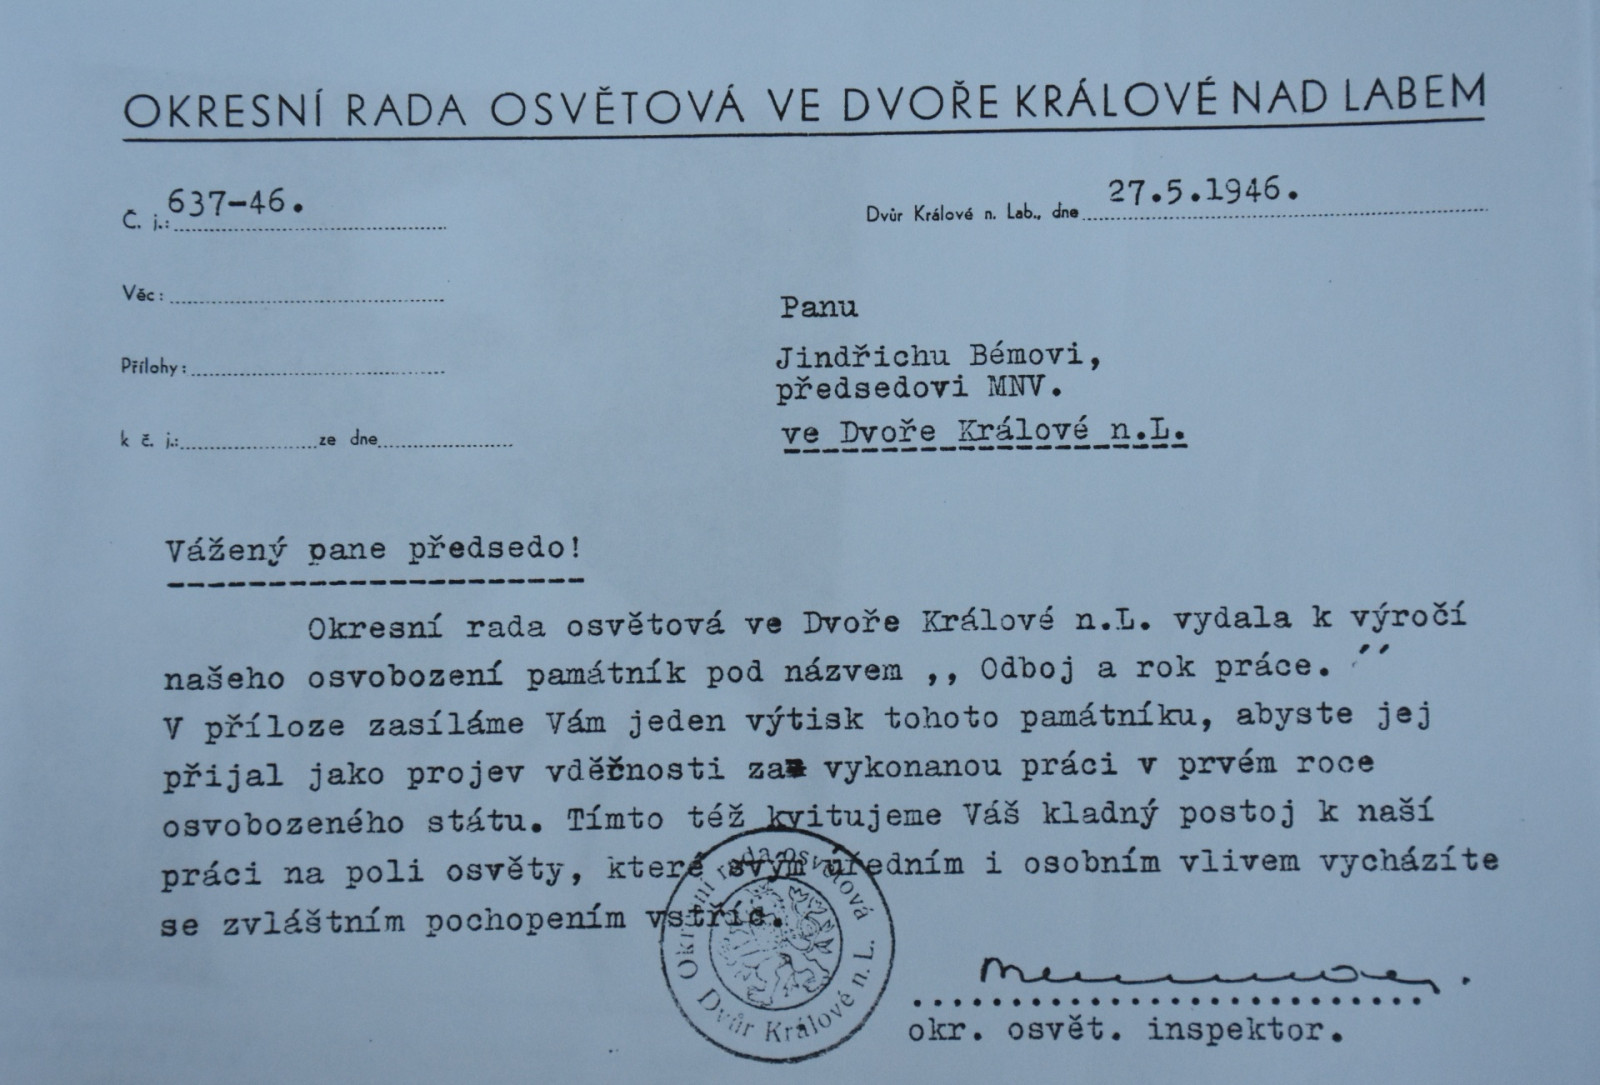 OKRESNÍ RADA OSVĚTOVÁ VE DVOŘE KRÁLOVÉ NAD LABEM
Č. j.: 637-46.
Dvůr Králové n. Lab., dne 27.5.1946.
Věc:
Přílohy:
k č. j.: ze dne
Panu
Jindřichu Bémovi,
předsedovi MNV.
ve Dvoře Králové n.L.
Vážený pane předsedo!
Okresní rada osvětová ve Dvoře Králové n.L. vydala k výročí
našeho osvobození památník pod názvem ,, Odboj a rok práce.´´
V příloze zasíláme Vám jeden výtisk tohoto památníku, abyste jej
přijal jako projev vděčnosti za vykonanou práci v prvém roce
osvobozeného státu. Tímto též kvitujeme Váš kladný postoj k naší
práci na poli osvěty, které svým úředním i osobním vlivem vycházíte
se zvláštním pochopením vstříc.
Okresní rada osvětová
Dvůr Králové n. L.
okr. osvět. inspektor.